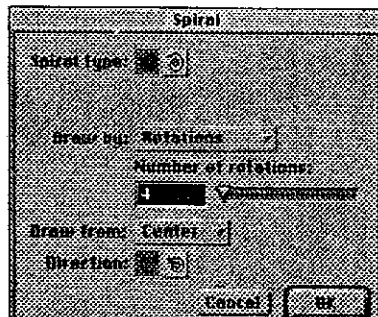 Spiral
Spiral type:
Draw by: Rotations
Number of rotations:
4
Draw from: Center
Direction:
Cancel OK